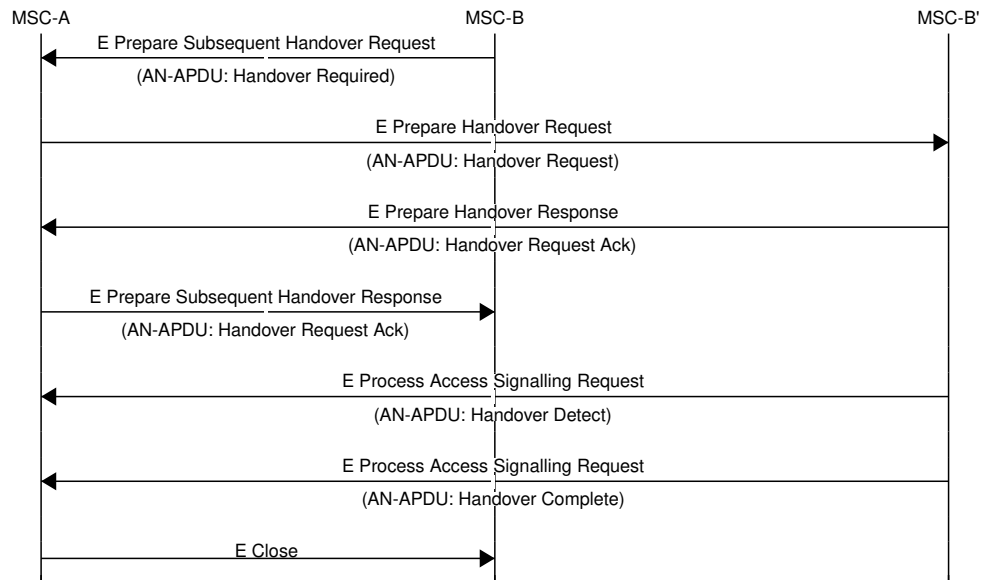 MSC-A MSC-B MSC-B'
E Prepare Subsequent Handover Request
(AN-APDU: Handover Required)
E Prepare Handover Request
(AN-APDU: Handover Request)
E Prepare Handover Response
(AN-APDU: Handover Request Ack)
E Prepare Subsequent Handover Response
(AN-APDU: Handover Request Ack)
E Process Access Signalling Request
(AN-APDU: Handover Detect)
E Process Access Signalling Request
(AN-APDU: Handover Complete)
E Close